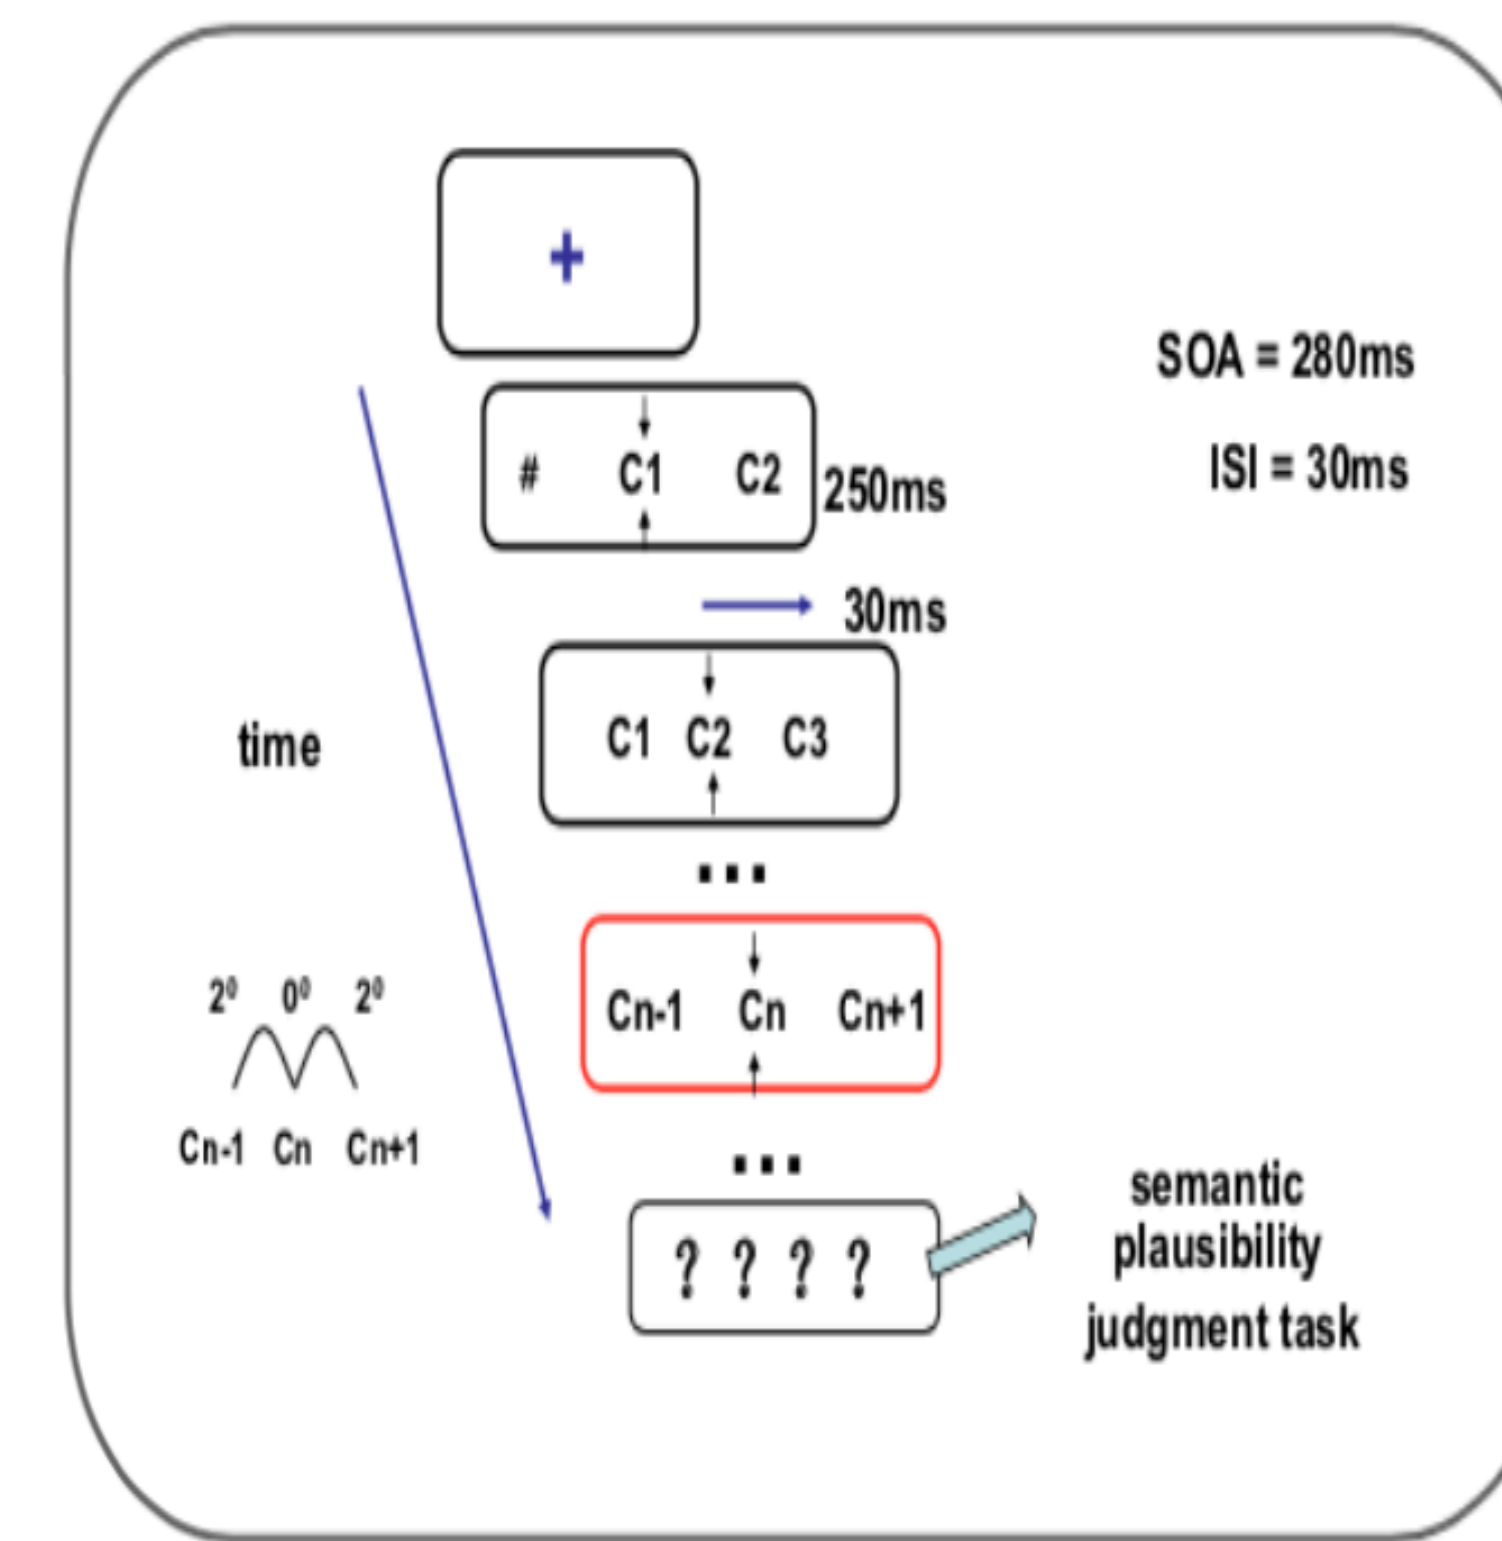 +
SOA = 280ms
# C1 C2
250ms
ISI = 30ms
30ms
C1 C2 C3
time
...
Cn-1 Cn Cn+1
2⁰ 0⁰ 2⁰
Cn-1 Cn Cn+1
...
? ? ? ?
semantic
plausibility
judgment task